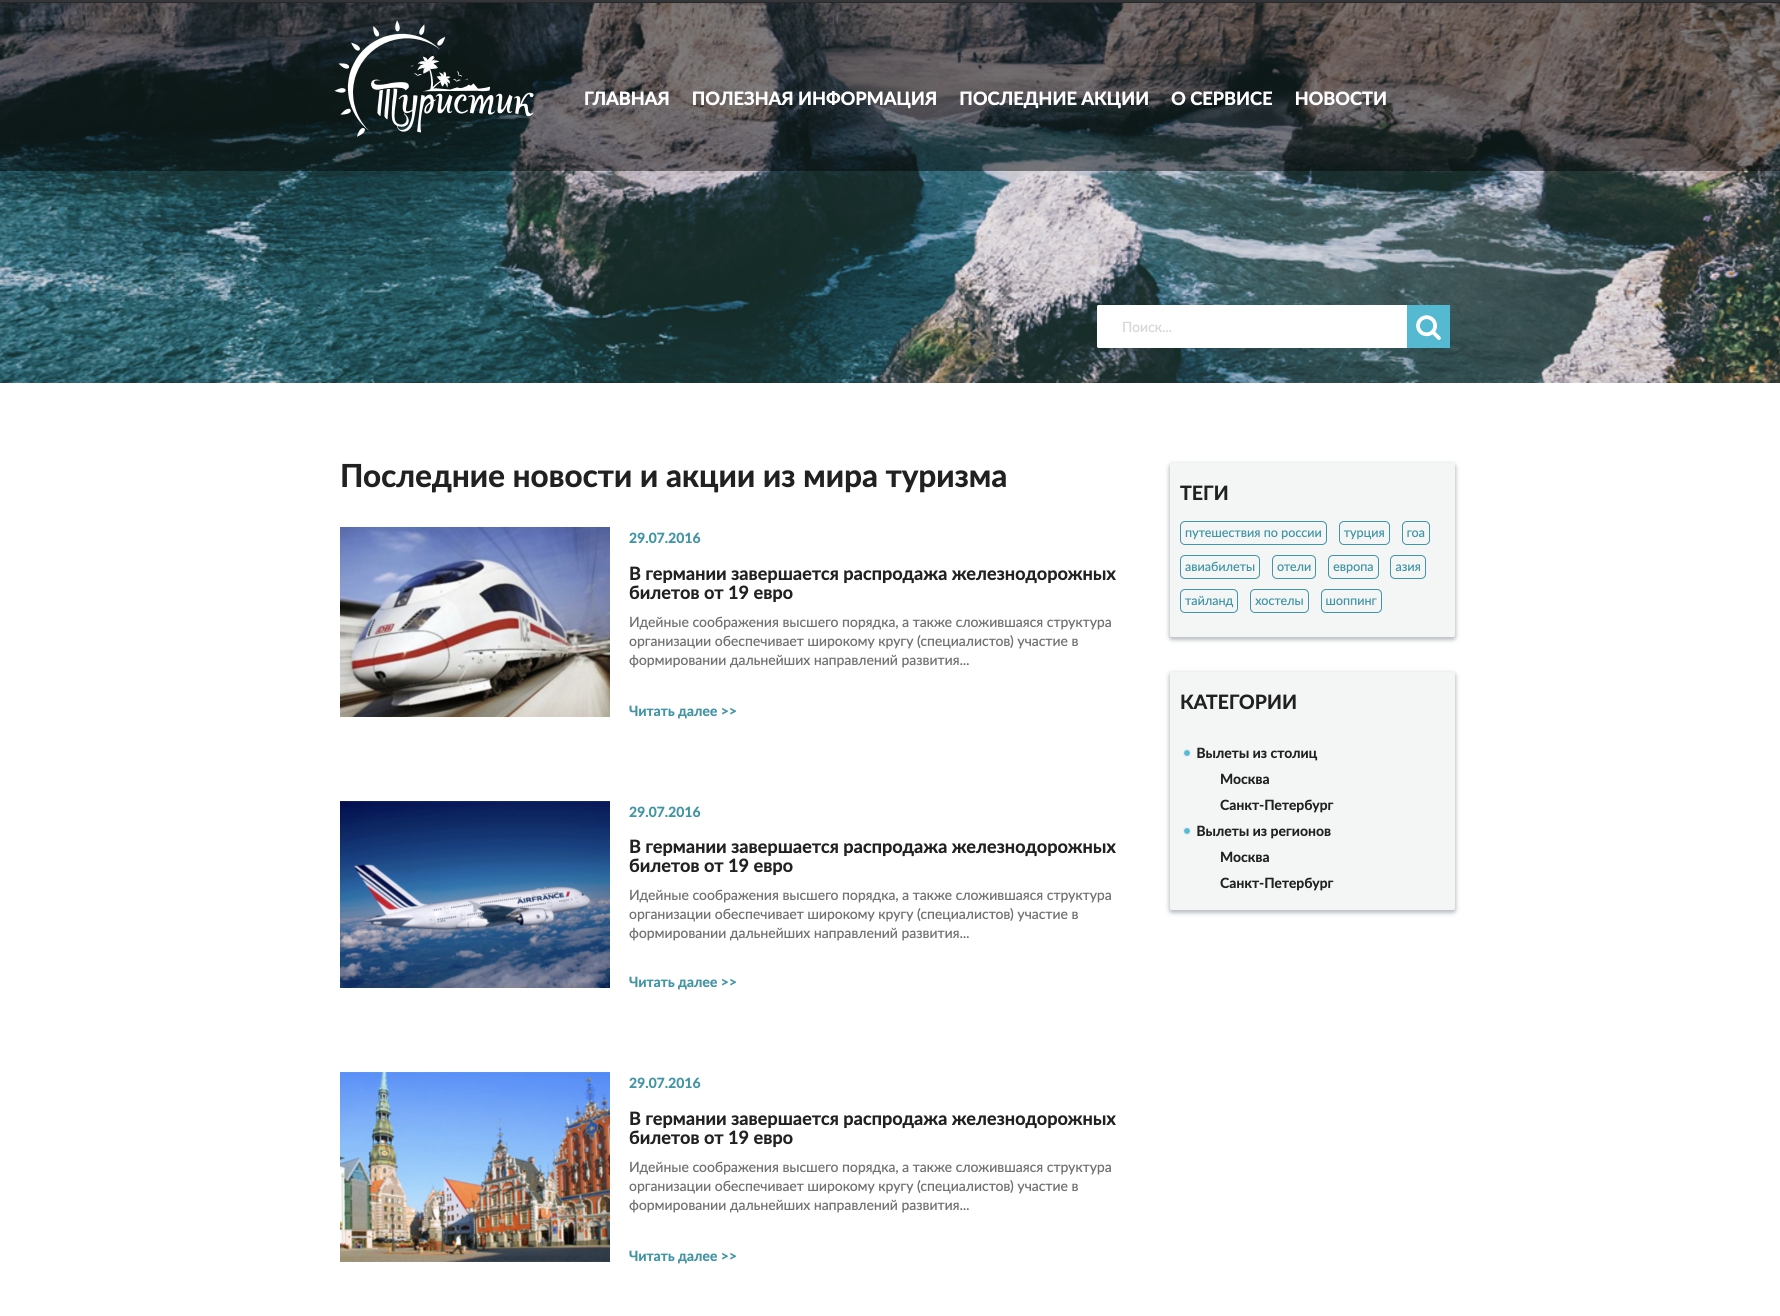 Туристик
ГЛАВНАЯ ПОЛЕЗНАЯ ИНФОРМАЦИЯ ПОСЛЕДНИЕ АКЦИИ О СЕРВИСЕ НОВОСТИ
Поиск...
Последние новости и акции из мира туризма
29.07.2016
В германии завершается распродажа железнодорожных
билетов от 19 евро
Идейные соображения высшего порядка, а также сложившаяся структура
организации обеспечивает широкому кругу (специалистов) участие в
формировании дальнейших направлений развития...
Читать далее >>
ICE
29.07.2016
В германии завершается распродажа железнодорожных
билетов от 19 евро
Идейные соображения высшего порядка, а также сложившаяся структура
организации обеспечивает широкому кругу (специалистов) участие в
формировании дальнейших направлений развития...
Читать далее >>
AIRFRANCE
29.07.2016
В германии завершается распродажа железнодорожных
билетов от 19 евро
Идейные соображения высшего порядка, а также сложившаяся структура
организации обеспечивает широкому кругу (специалистов) участие в
формировании дальнейших направлений развития...
Читать далее >>
ТЕГИ
путешествия по россии турция гоа
авиабилеты отели европа азия
тайланд хостелы шоппинг
КАТЕГОРИИ
Вылеты из столиц
Москва
Санкт-Петербург
Вылеты из регионов
Москва
Санкт-Петербург